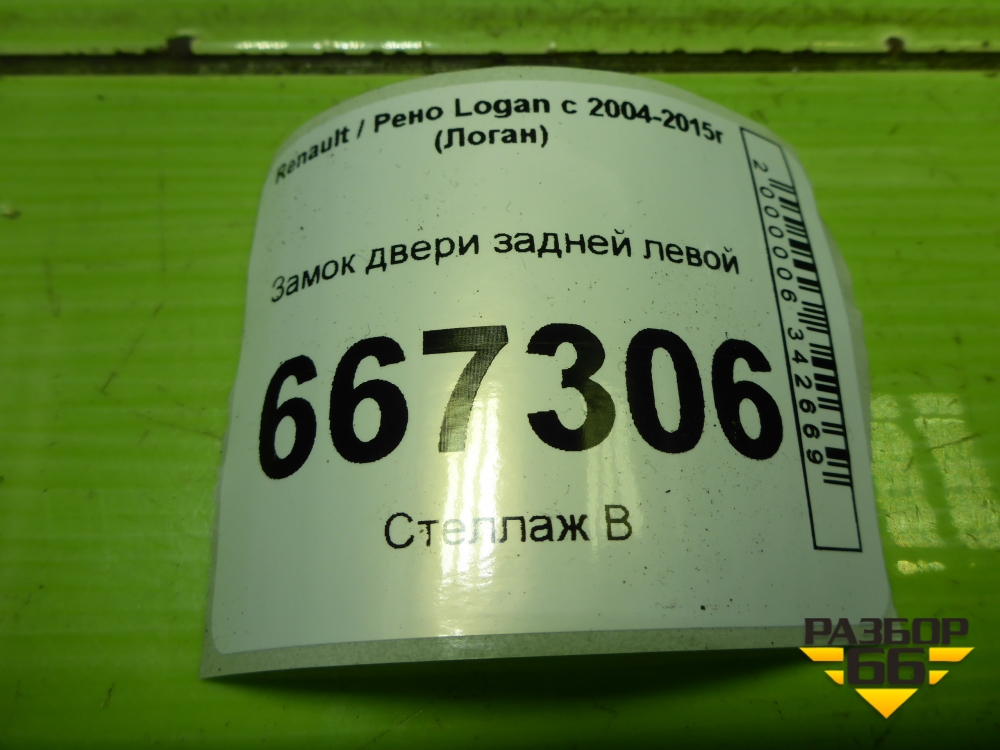 Renault / Рено Logan с 2004-2015г
(Логан)
Замок двери задней левой
667306
Стеллаж В
2000006342669
РАЗБОР
66